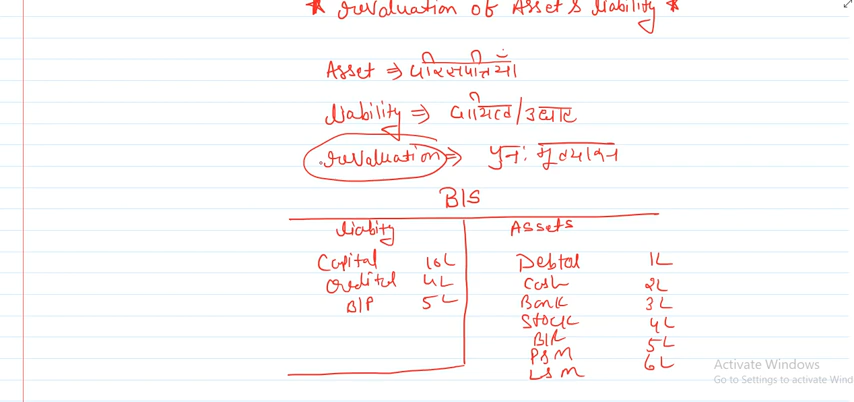 * Revaluation of Asset & Liability *
Asset ⇒ परिसंपत्तियाँ
Liability ⇒ दायित्व/उधार
Revaluation ⇒ पुनः मूल्यांकन
B/S
Liability Assets
Capital 10L Debtor 1L
Creditor 4L Cash 2L
B/P 5L Bank 3L
Stock 4L
B/R 5L
P&M 6L
L&M
Activate Windows
Go to Settings to activate Wind